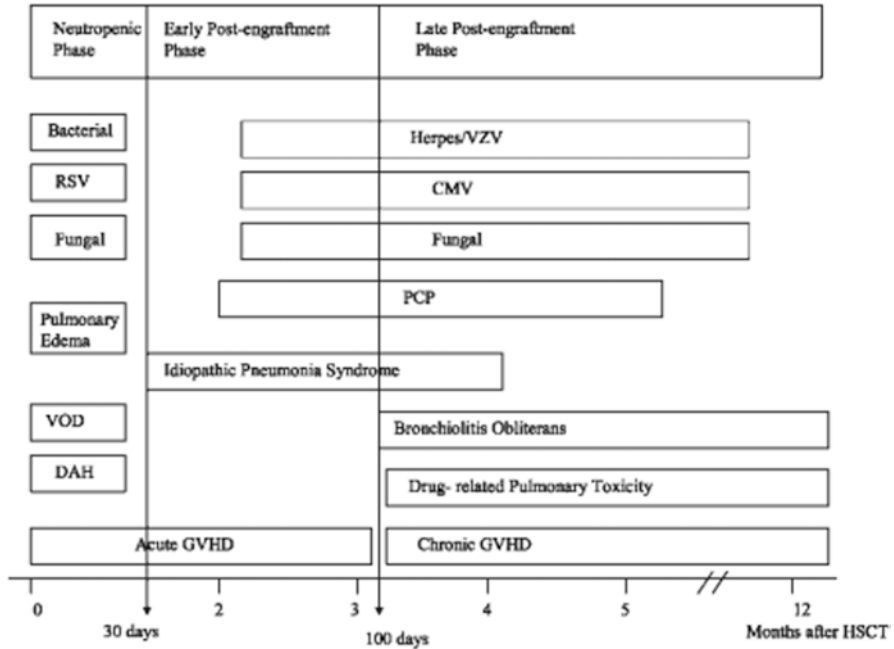 Neutropenic
Phase
Early Post-engraftment
Phase
Late Post-engraftment
Phase
Bacterial
Herpes/VZV
RSV
CMV
Fungal
Fungal
PCP
Pulmonary
Edema
Idiopathic Pneumonia Syndrome
VOD
Bronchiolitis Obliterans
DAH
Drug- related Pulmonary Toxicity
Acute GVHD
Chronic GVHD
0
2
3
4
5
12
30 days
100 days
Months after HSCT